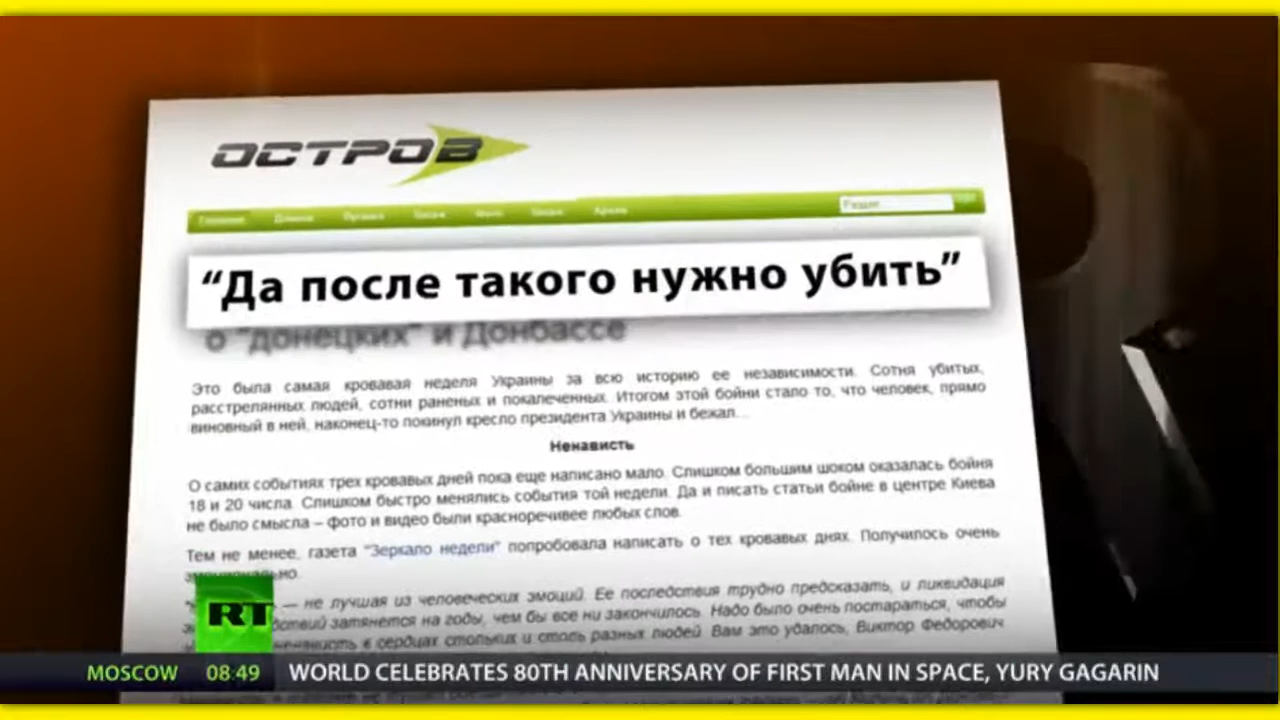 ОСТРОВ
“Да после такого нужно убить”
о "донецких" и Донбассе
Это была самая кровавая неделя Украины за всю историю ее независимости. Сотня убитых,
расстрелянных людей, сотни раненых и покалеченных. Итогом этой бойни стало то, что человек, прямо
виновный в ней, наконец-то покинул кресло президента Украины и бежал...
Ненависть
О самих событиях трех кровавых дней пока еще написано мало. Слишком большим шоком оказалась бойня
18 и 20 числа. Слишком быстро менялись события той недели. Да и писать статьи бойне в центре Киева
не было смысла – фото и видео были красноречивее любых слов.
Тем не менее, газета "Зеркало недели" попробовала написать о тех кровавых днях. Получилось очень
— не лучшая из человеческих эмоций. Ее последствия трудно предсказать, и ликвидация
затянется на годы, чем бы все ни закончилось. Надо было очень постараться, чтобы
в сердцах стольких и столь разных людей. Вам это удалось, Виктор Федорович
RT
MOSCOW 08:49 WORLD CELEBRATES 80TH ANNIVERSARY OF FIRST MAN IN SPACE, YURY GAGARIN